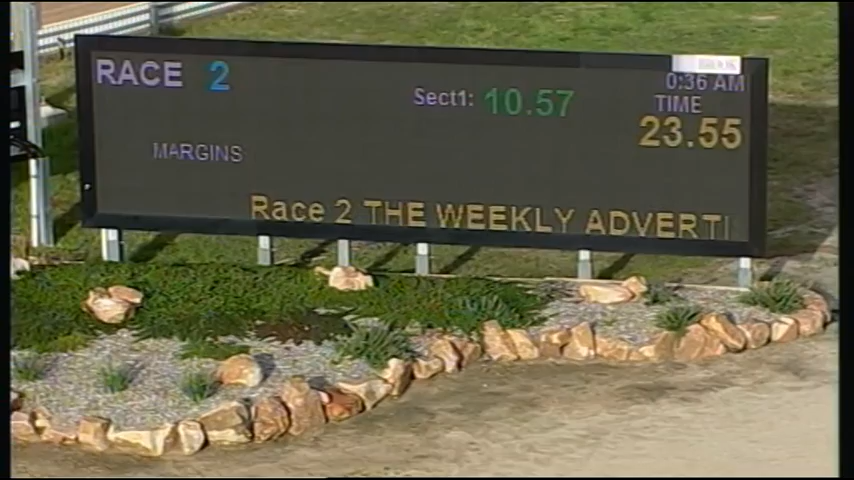 RACE 2
Sect1: 10.57
0:36 AM
TIME
23.55
MARGINS
Race 2 THE WEEKLY ADVERTI